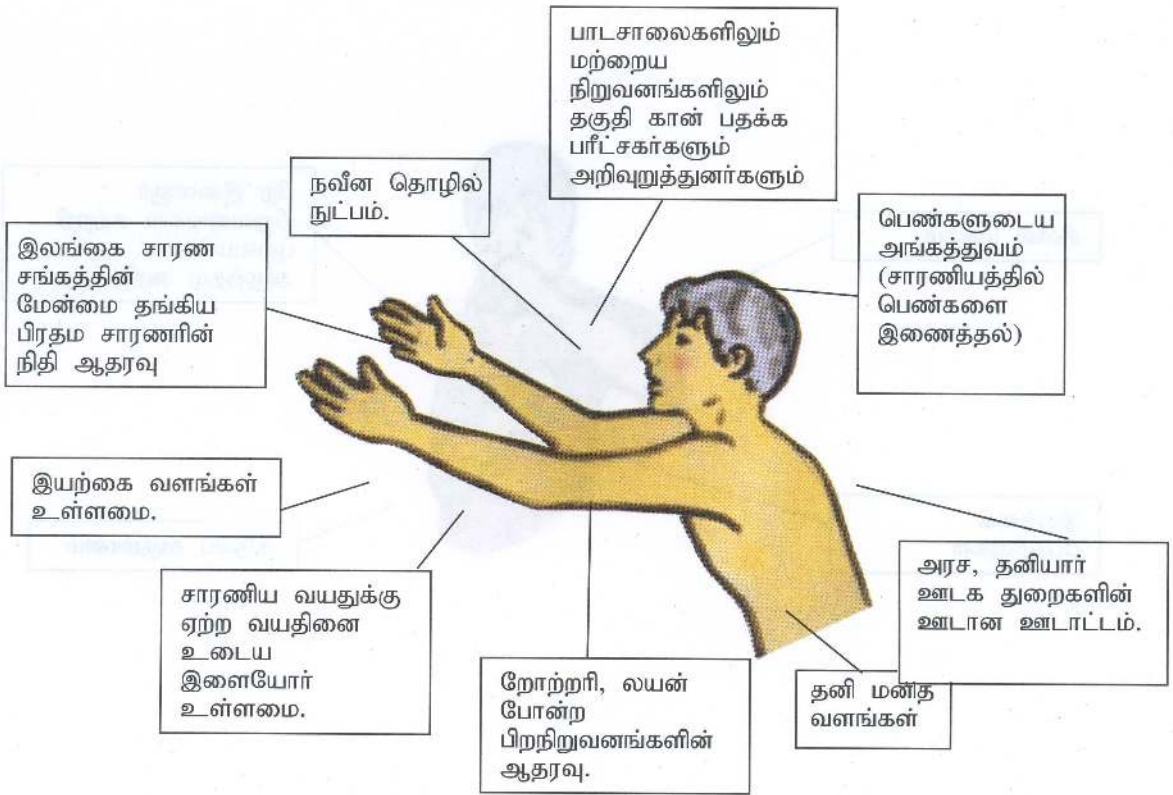 பாடசாலைகளிலும்
மற்றைய
நிறுவனங்களிலும்
தகுதி கான் பதக்க
பரீட்சகர்களும்
அறிவுறுத்துனர்களும்
நவீன தொழில்
நுட்பம்.
பெண்களுடைய
அங்கத்துவம்
(சாரணியத்தில்
பெண்களை
இணைத்தல்)
இலங்கை சாரண
சங்கத்தின்
மேன்மை தங்கிய
பிரதம சாரணரின்
நிதி ஆதரவு
இயற்கை வளங்கள்
உள்ளமை.
சாரணிய வயதுக்கு
ஏற்ற வயதினை
உடைய
இளையோர்
உள்ளமை.
றோற்றரி, லயன்
போன்ற
பிறநிறுவனங்களின்
ஆதரவு.
தனி மனித
வளங்கள்
அரச, தனியார்
ஊடக துறைகளின்
ஊடான ஊடாட்டம்.